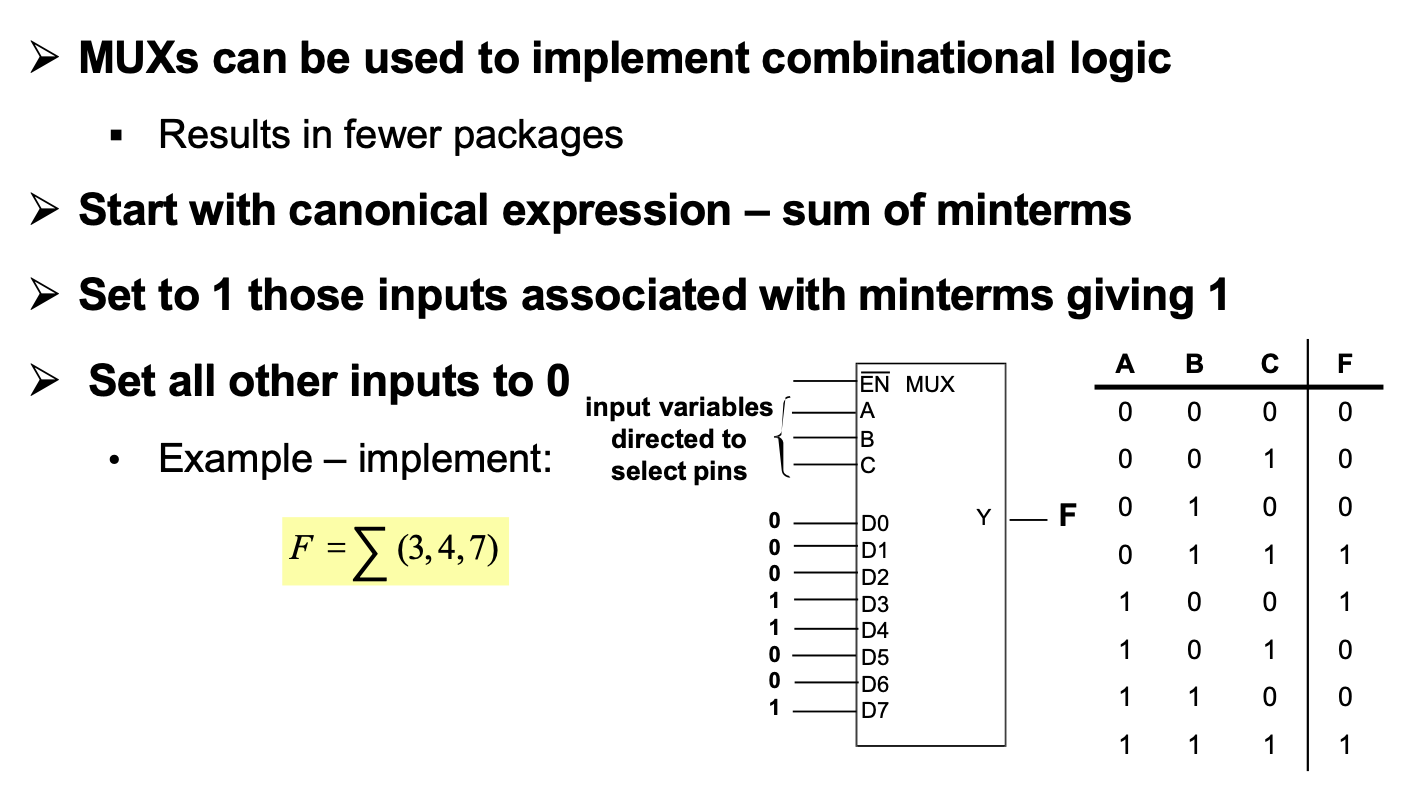 ➢ MUXs can be used to implement combinational logic
▪ Results in fewer packages
➢ Start with canonical expression – sum of minterms
➢ Set to 1 those inputs associated with minterms giving 1
➢ Set all other inputs to 0
• Example – implement:
F = ∑ (3, 4, 7)
input variables
directed to
select pins
E̅N̅ MUX
A
B
C
0 D0
0 D1
0 D2
1 D3
1 D4
0 D5
0 D6
1 D7
Y F
A B C F
0 0 0 0
0 0 1 0
0 1 0 0
0 1 1 1
1 0 0 1
1 0 1 0
1 1 0 0
1 1 1 1